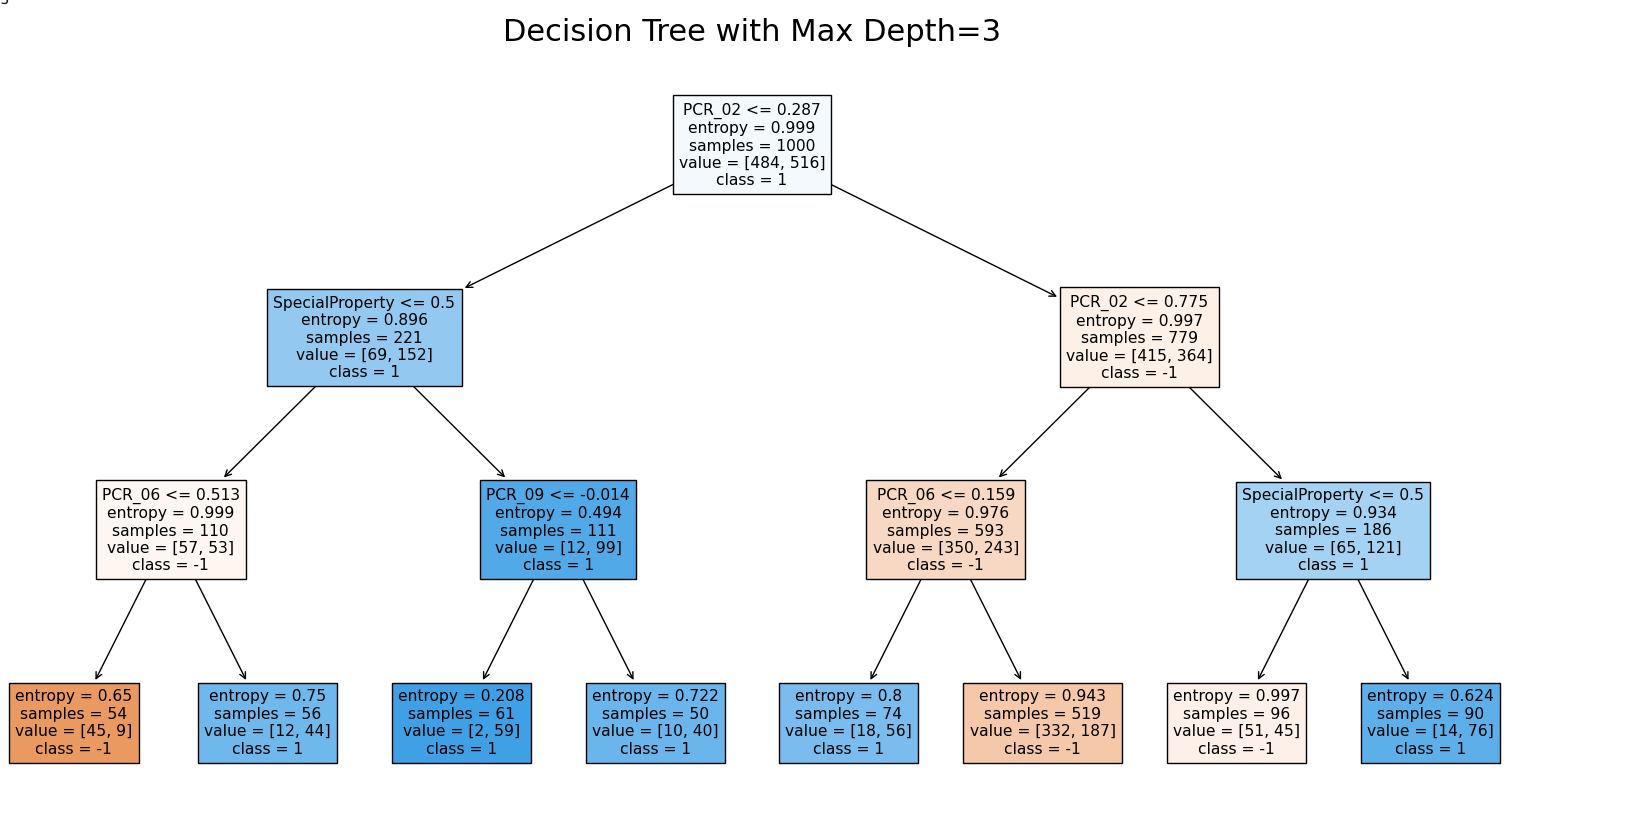 Decision Tree with Max Depth=3
PCR_02 <= 0.287
entropy = 0.999
samples = 1000
value = [484, 516]
class = 1
SpecialProperty <= 0.5
entropy = 0.896
samples = 221
value = [69, 152]
class = 1
PCR_02 <= 0.775
entropy = 0.997
samples = 779
value = [415, 364]
class = -1
PCR_06 <= 0.513
entropy = 0.999
samples = 110
value = [57, 53]
class = -1
PCR_09 <= -0.014
entropy = 0.494
samples = 111
value = [12, 99]
class = 1
PCR_06 <= 0.159
entropy = 0.976
samples = 593
value = [350, 243]
class = -1
SpecialProperty <= 0.5
entropy = 0.934
samples = 186
value = [65, 121]
class = 1
entropy = 0.65
samples = 54
value = [45, 9]
class = -1
entropy = 0.75
samples = 56
value = [12, 44]
class = 1
entropy = 0.208
samples = 61
value = [2, 59]
class = 1
entropy = 0.722
samples = 50
value = [10, 40]
class = 1
entropy = 0.8
samples = 74
value = [18, 56]
class = 1
entropy = 0.943
samples = 519
value = [332, 187]
class = -1
entropy = 0.997
samples = 96
value = [51, 45]
class = -1
entropy = 0.624
samples = 90
value = [14, 76]
class = 1